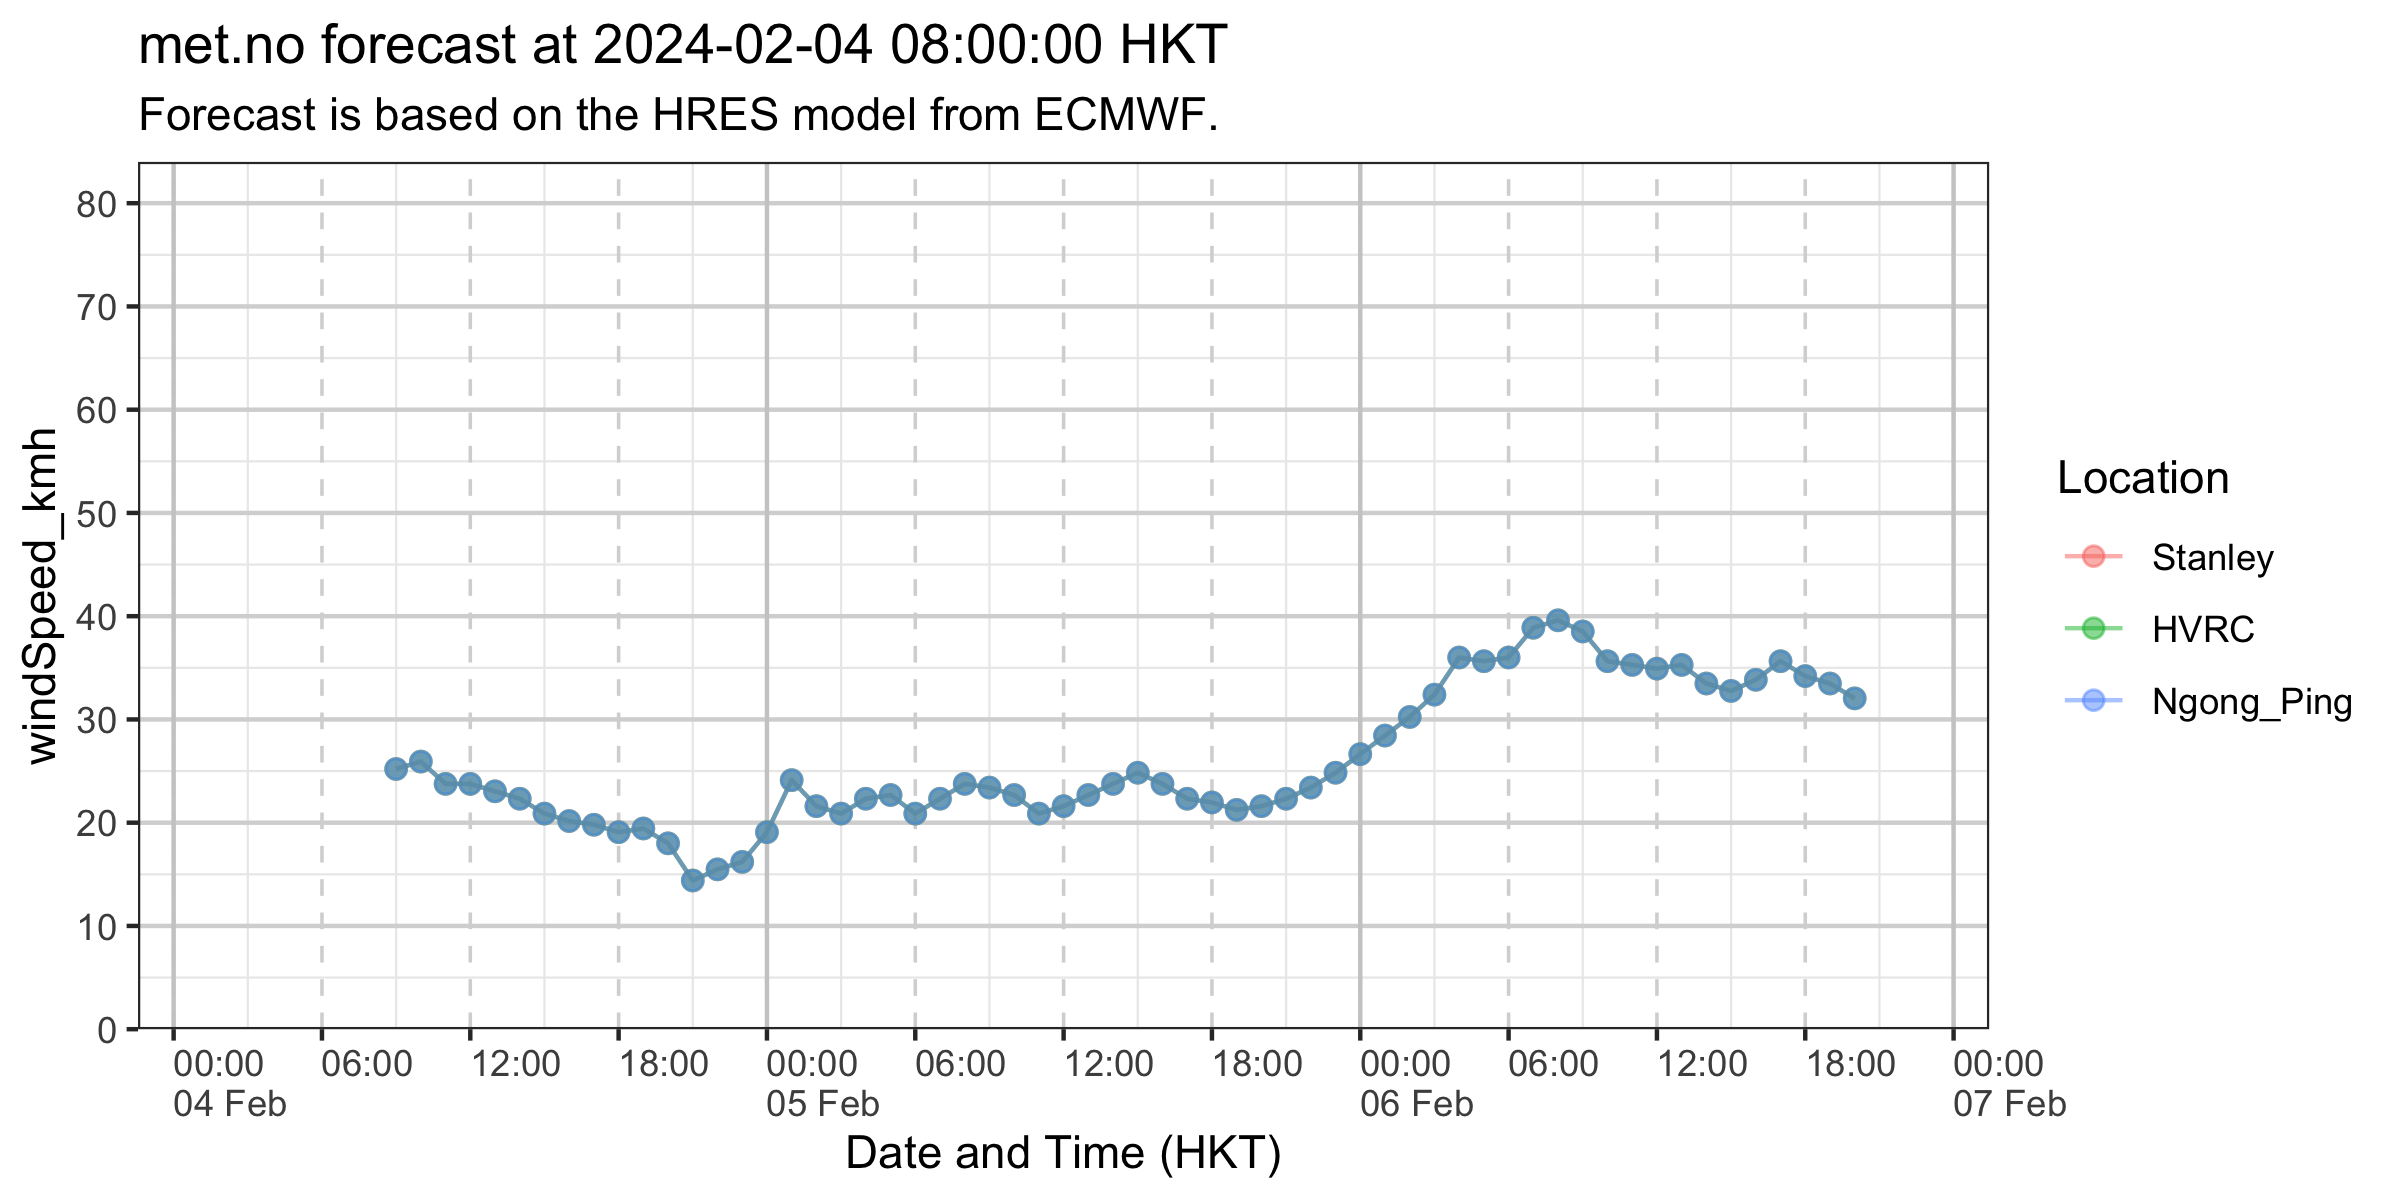 met.no forecast at 2024-02-04 08:00:00 HKT
Forecast is based on the HRES model from ECMWF.
windSpeed_kmh
80
70
60
50
40
30
20
10
0
00:00 06:00 12:00 18:00 00:00 06:00 12:00 18:00 00:00 06:00 12:00 18:00 00:00
04 Feb 05 Feb 06 Feb 07 Feb
Date and Time (HKT)
Location
Stanley
HVRC
Ngong_Ping